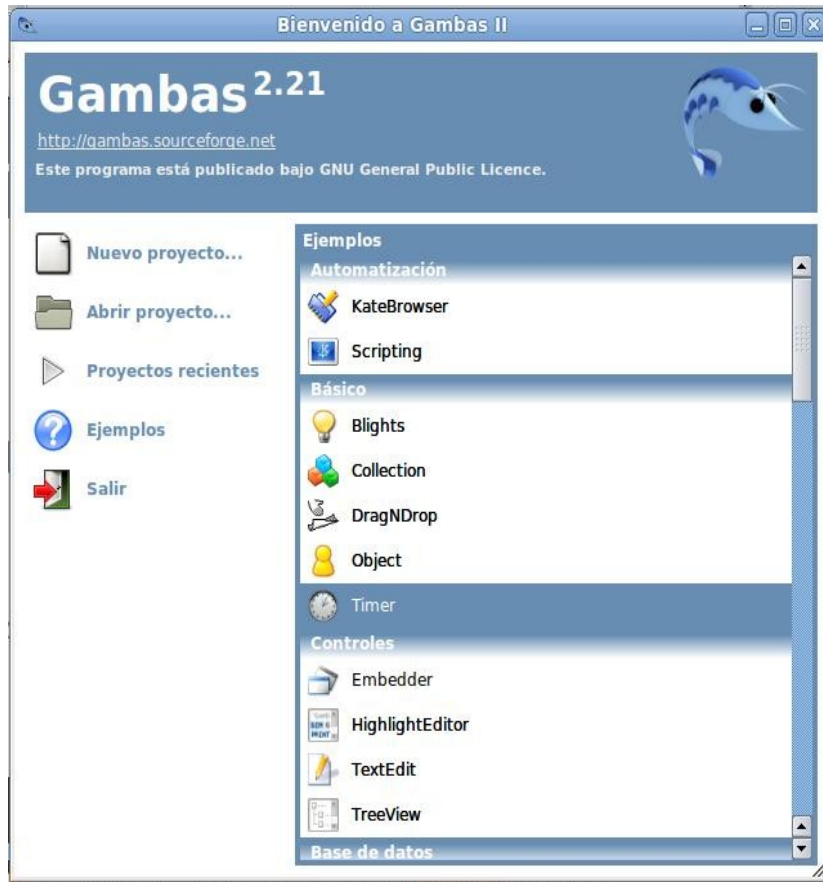 Bienvenido a Gambas II
Gambas 2.21
http://gambas.sourceforge.net
Este programa está publicado bajo GNU General Public Licence.
Nuevo proyecto...
Abrir proyecto...
Proyectos recientes
Ejemplos
Salir
Ejemplos
Automatización
KateBrowser
Scripting
Básico
Blights
Collection
DragNDrop
Object
Timer
Controles
Embedder
HighlightEditor
TextEdit
TreeView
Base de datos